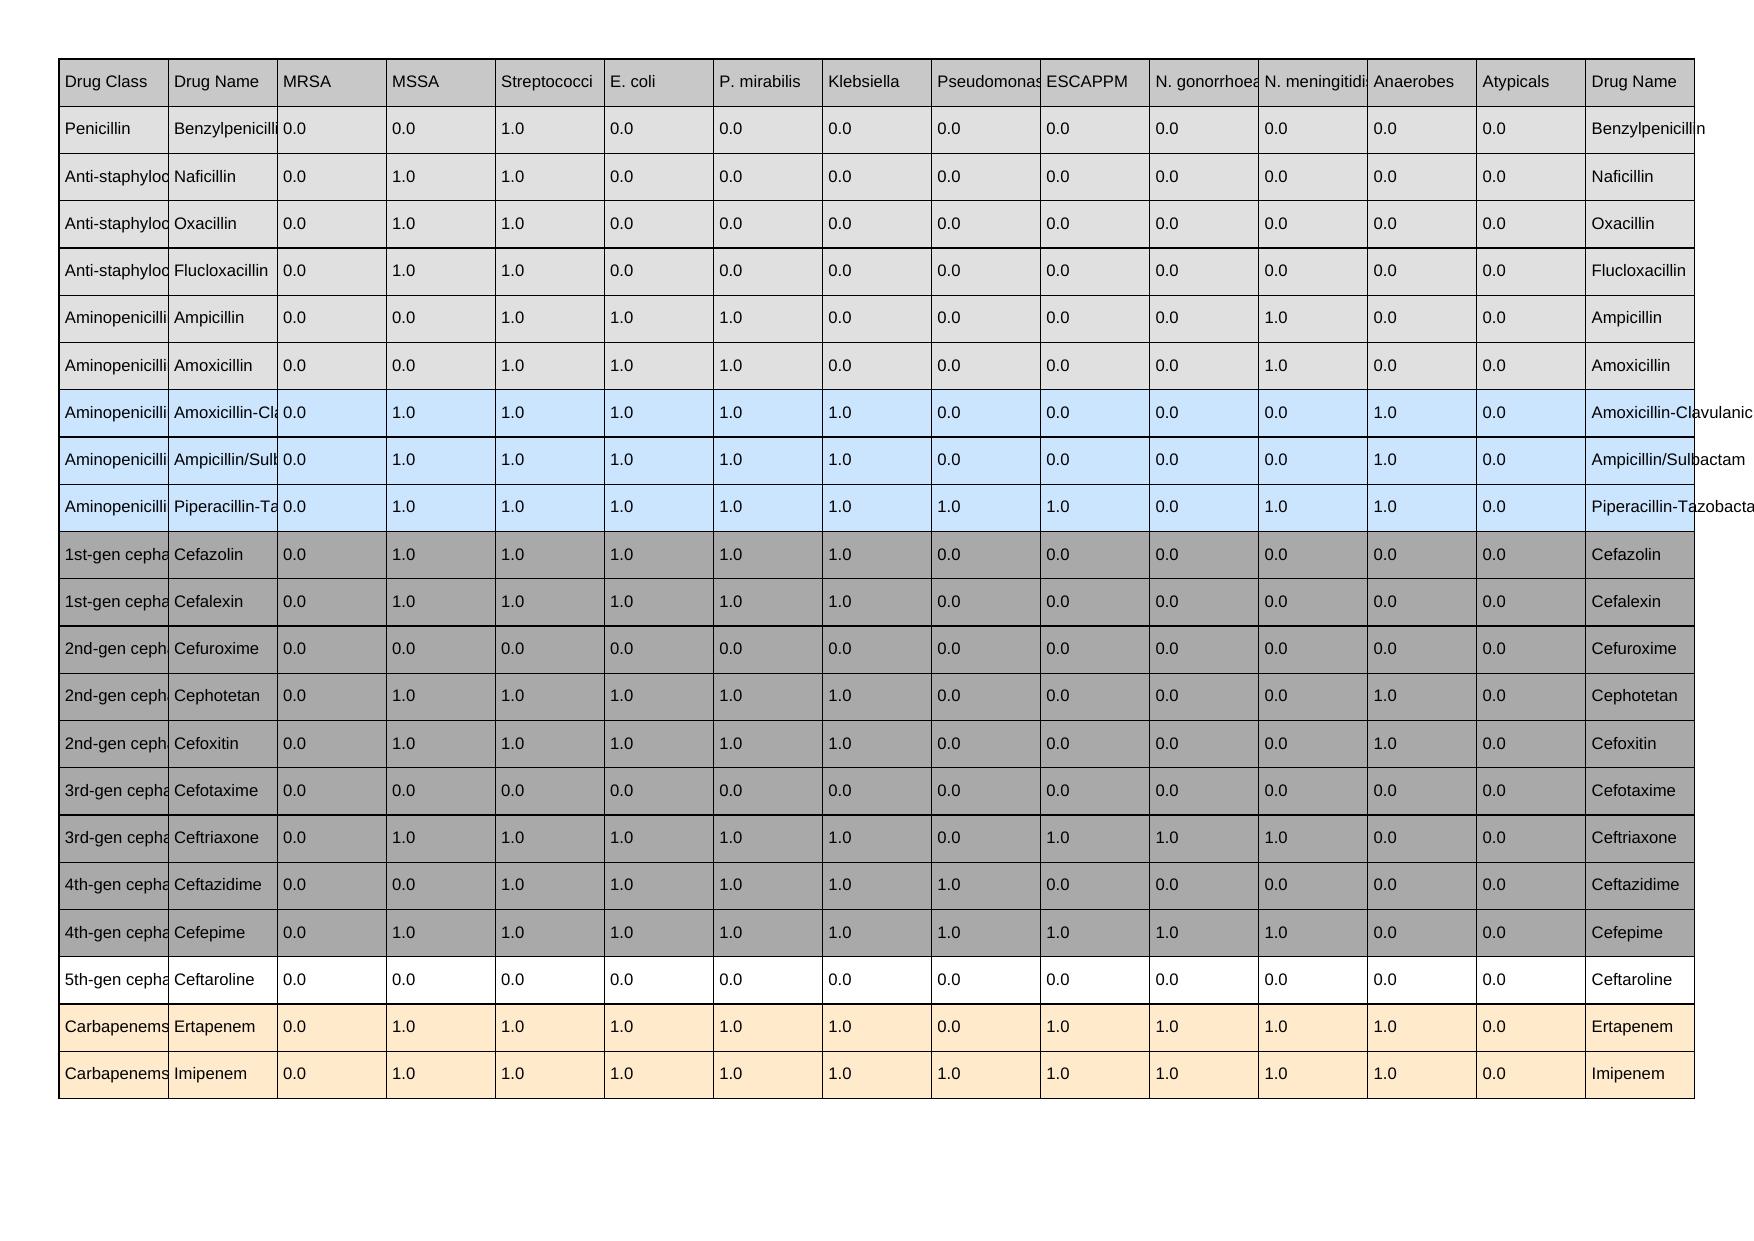 Drug Class Drug Name MRSA MSSA Streptococci E. coli P. mirabilis Klebsiella Pseudomonas ESCAPPM N. gonorrhoea N. meningitidi Anaerobes Atypicals Drug Name
Penicillin Benzylpenicilli 0.0 0.0 1.0 0.0 0.0 0.0 0.0 0.0 0.0 0.0 0.0 0.0 Benzylpenicillin
Anti-staphyloc Naficillin 0.0 1.0 1.0 0.0 0.0 0.0 0.0 0.0 0.0 0.0 0.0 0.0 Naficillin
Anti-staphyloc Oxacillin 0.0 1.0 1.0 0.0 0.0 0.0 0.0 0.0 0.0 0.0 0.0 0.0 Oxacillin
Anti-staphyloc Flucloxacillin 0.0 1.0 1.0 0.0 0.0 0.0 0.0 0.0 0.0 0.0 0.0 0.0 Flucloxacillin
Aminopenicilli Ampicillin 0.0 0.0 1.0 1.0 1.0 0.0 0.0 0.0 0.0 1.0 0.0 0.0 Ampicillin
Aminopenicilli Amoxicillin 0.0 0.0 1.0 1.0 1.0 0.0 0.0 0.0 0.0 1.0 0.0 0.0 Amoxicillin
Aminopenicilli Amoxicillin-Cla 0.0 1.0 1.0 1.0 1.0 1.0 0.0 0.0 0.0 0.0 1.0 0.0 Amoxicillin-Clavulanic
Aminopenicilli Ampicillin/Sulb 0.0 1.0 1.0 1.0 1.0 1.0 0.0 0.0 0.0 0.0 1.0 0.0 Ampicillin/Sulbactam
Aminopenicilli Piperacillin-Ta 0.0 1.0 1.0 1.0 1.0 1.0 1.0 1.0 0.0 1.0 1.0 0.0 Piperacillin-Tazobacta
1st-gen cepha Cefazolin 0.0 1.0 1.0 1.0 1.0 1.0 0.0 0.0 0.0 0.0 0.0 0.0 Cefazolin
1st-gen cepha Cefalexin 0.0 1.0 1.0 1.0 1.0 1.0 0.0 0.0 0.0 0.0 0.0 0.0 Cefalexin
2nd-gen ceph Cefuroxime 0.0 0.0 0.0 0.0 0.0 0.0 0.0 0.0 0.0 0.0 0.0 0.0 Cefuroxime
2nd-gen ceph Cephotetan 0.0 1.0 1.0 1.0 1.0 1.0 0.0 0.0 0.0 0.0 1.0 0.0 Cephotetan
2nd-gen ceph Cefoxitin 0.0 1.0 1.0 1.0 1.0 1.0 0.0 0.0 0.0 0.0 1.0 0.0 Cefoxitin
3rd-gen cepha Cefotaxime 0.0 0.0 0.0 0.0 0.0 0.0 0.0 0.0 0.0 0.0 0.0 0.0 Cefotaxime
3rd-gen cepha Ceftriaxone 0.0 1.0 1.0 1.0 1.0 1.0 0.0 1.0 1.0 1.0 0.0 0.0 Ceftriaxone
4th-gen cepha Ceftazidime 0.0 0.0 1.0 1.0 1.0 1.0 1.0 0.0 0.0 0.0 0.0 0.0 Ceftazidime
4th-gen cepha Cefepime 0.0 1.0 1.0 1.0 1.0 1.0 1.0 1.0 1.0 1.0 0.0 0.0 Cefepime
5th-gen cepha Ceftaroline 0.0 0.0 0.0 0.0 0.0 0.0 0.0 0.0 0.0 0.0 0.0 0.0 Ceftaroline
Carbapenems Ertapenem 0.0 1.0 1.0 1.0 1.0 1.0 0.0 1.0 1.0 1.0 1.0 0.0 Ertapenem
Carbapenems Imipenem 0.0 1.0 1.0 1.0 1.0 1.0 1.0 1.0 1.0 1.0 1.0 0.0 Imipenem